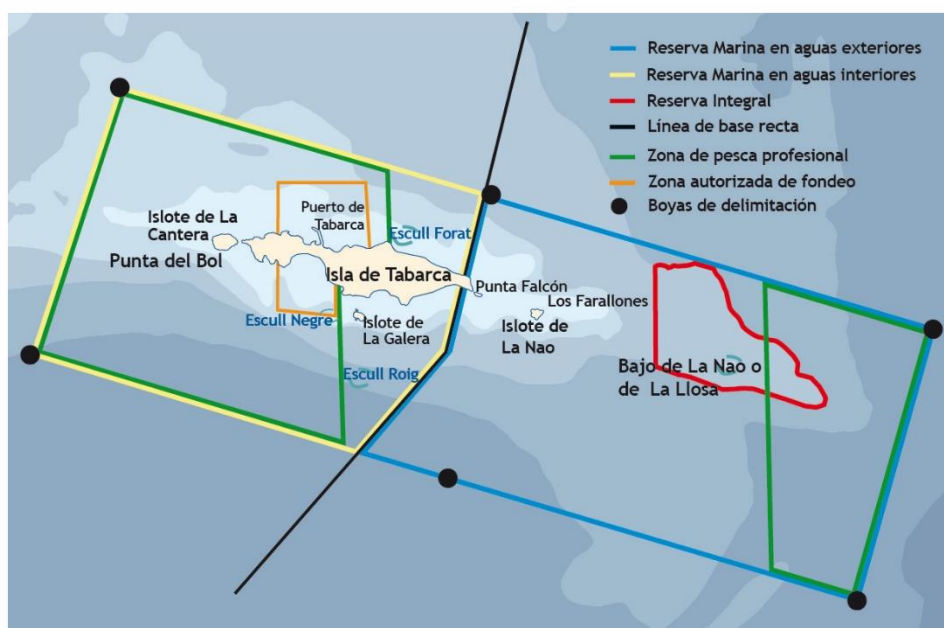 Reserva Marina en aguas exteriores
Reserva Marina en aguas interiores
Reserva Integral
Línea de base recta
Zona de pesca profesional
Zona autorizada de fondeo
Boyas de delimitación
Islote de La
Cantera
Punta del Bol
Puerto de
Tabarca
Escull Forat
Isla de Tabarca
Punta Falcón
Los Farallones
Escull Negre
Islote de
La Galera
Islote de
La Nao
Escull Roig
Bajo de La Nao o
de La Llosa